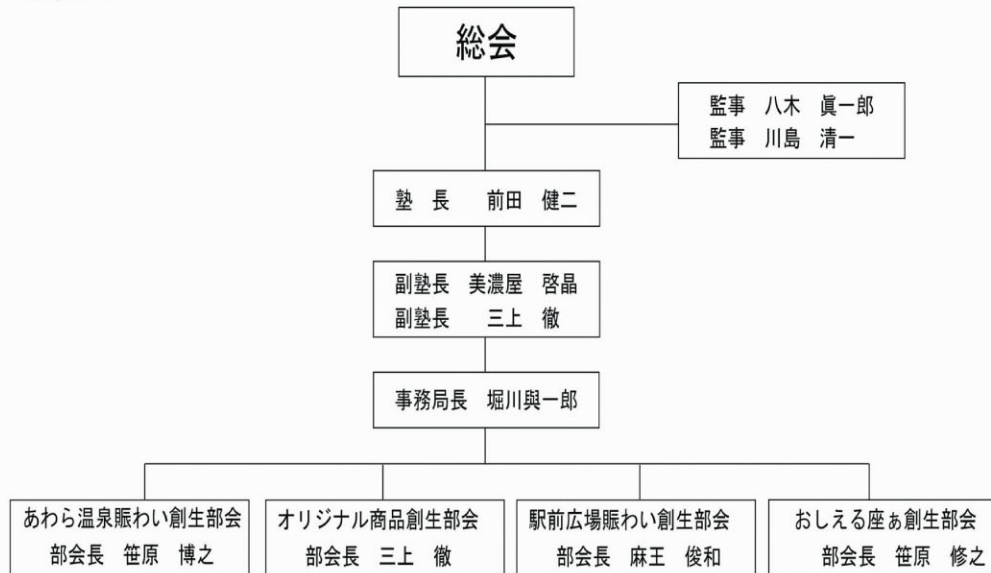 総会
監事 八木 眞一郎
監事 川島 清一
塾 長 前田 健二
副塾長 美濃屋 啓晶
副塾長 三上 徹
事務局長 堀川與一郎
あわら温泉賑わい創生部会
部会長 笹原 博之
オリジナル商品創生部会
部会長 三上 徹
駅前広場賑わい創生部会
部会長 麻王 俊和
おしえる座ぁ創生部会
部会長 笹原 修之